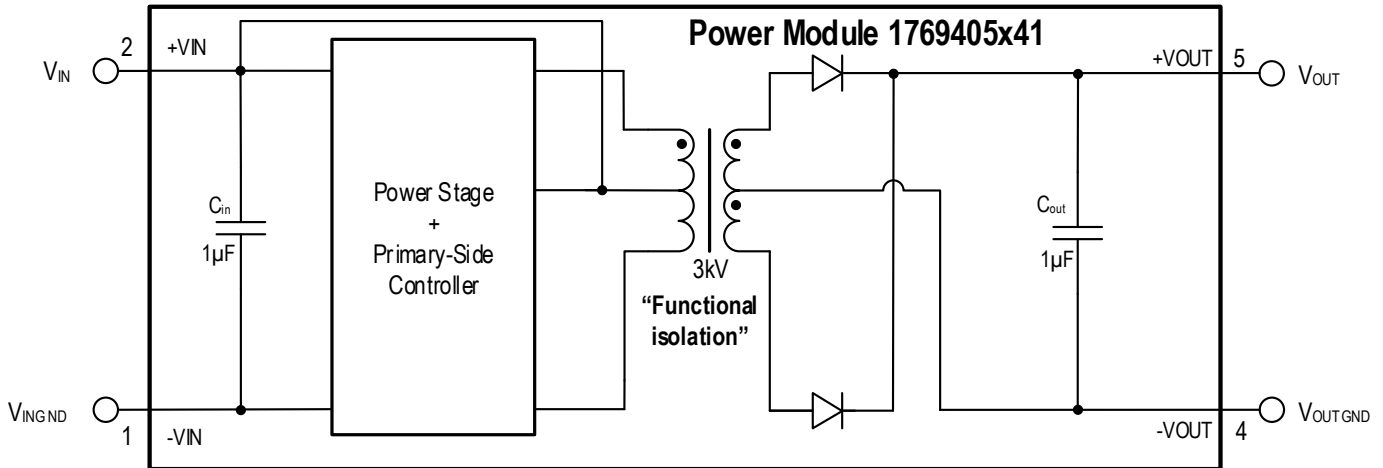 Power Module 1769405x41
2 +VIN
VIN
+VOUT 5
VOUT
Cin
1µF
Power Stage
+
Primary-Side
Controller
3kV
“Functional
isolation”
Cout
1µF
VINGND
1 -VIN
-VOUT 4
VOUTGND